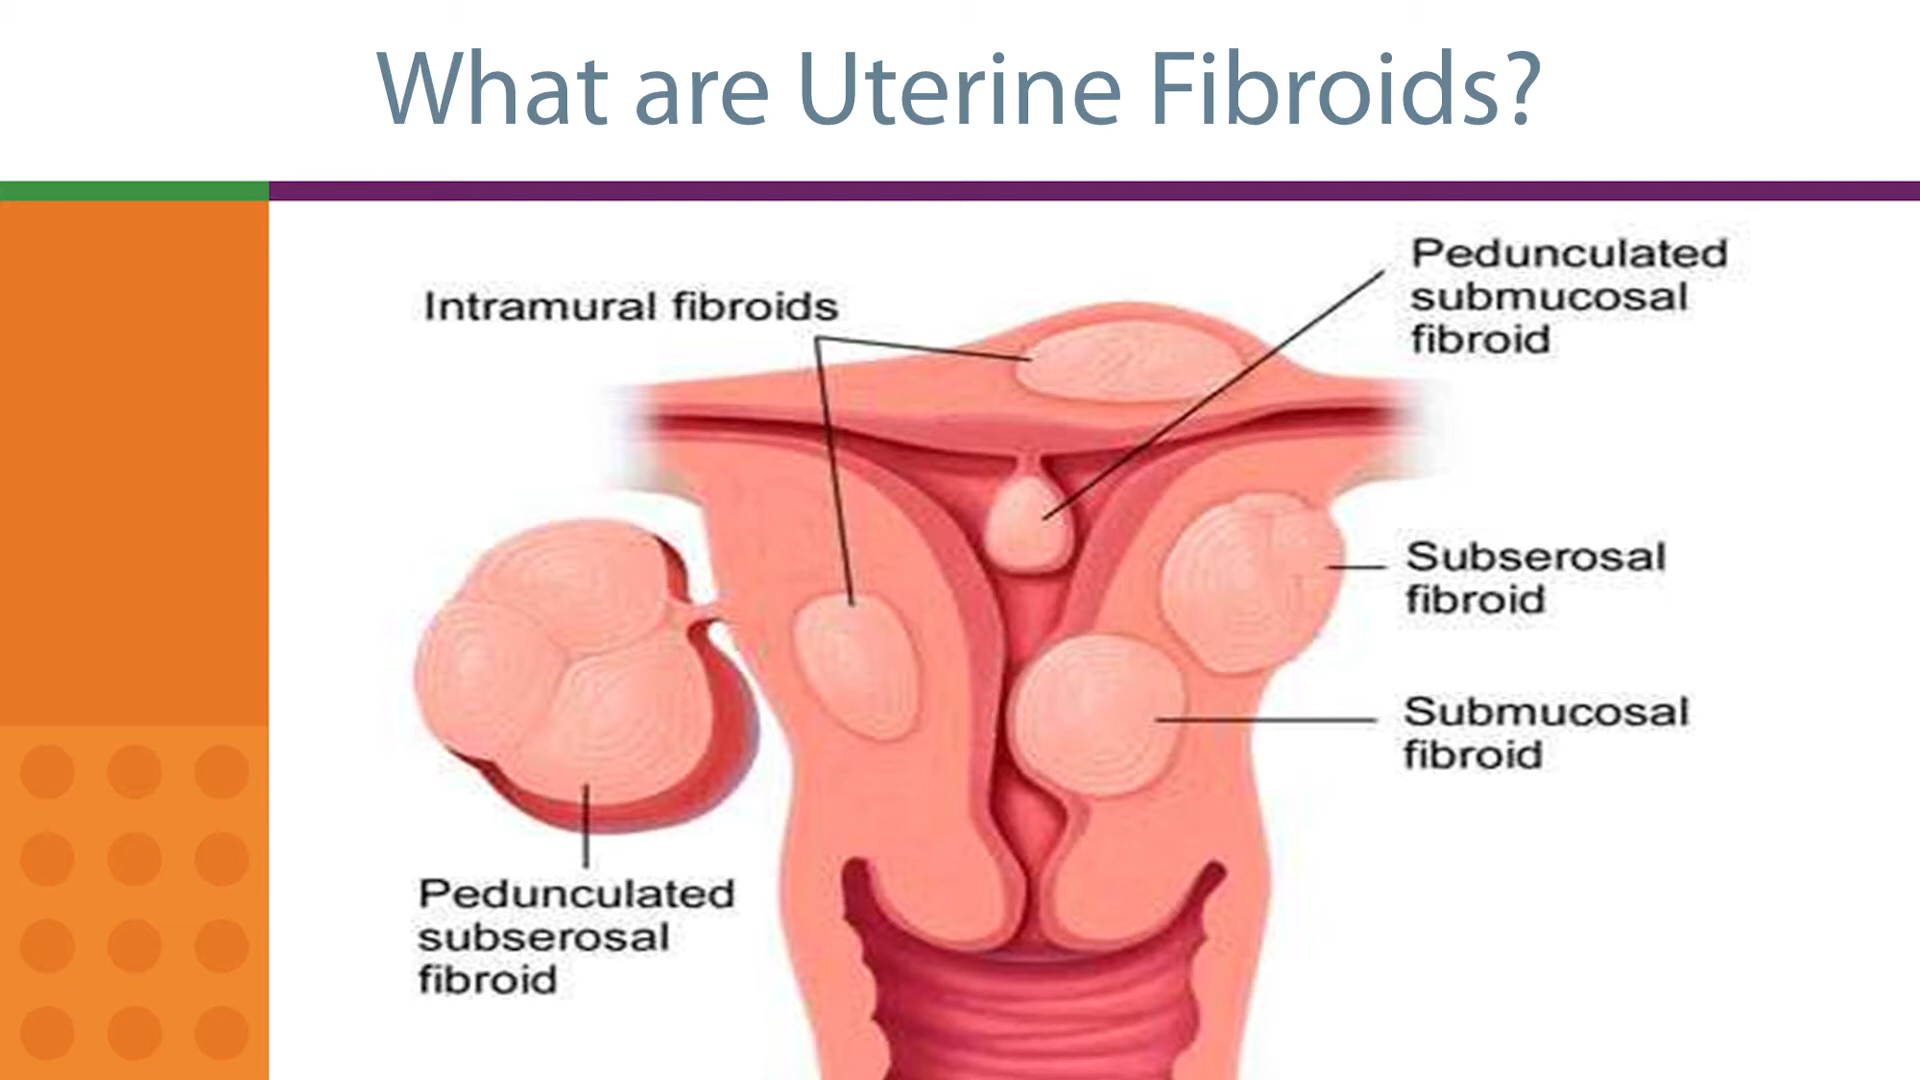 What are Uterine Fibroids?
Intramural fibroids
Pedunculated
submucosal
fibroid
Subserosal
fibroid
Submucosal
fibroid
Pedunculated
subserosal
fibroid